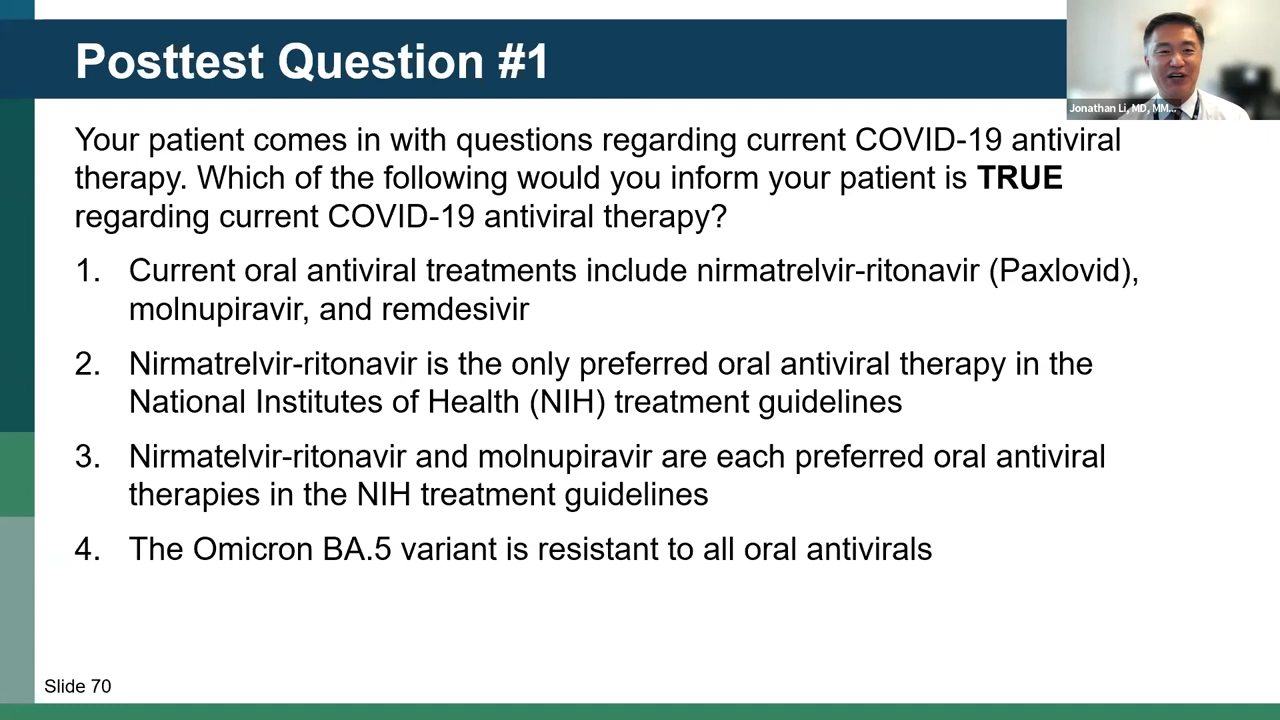 Posttest Question #1
Jonathan Li, MD, MM...
Your patient comes in with questions regarding current COVID-19 antiviral
therapy. Which of the following would you inform your patient is TRUE
regarding current COVID-19 antiviral therapy?
1. Current oral antiviral treatments include nirmatrelvir-ritonavir (Paxlovid),
molnupiravir, and remdesivir
2. Nirmatrelvir-ritonavir is the only preferred oral antiviral therapy in the
National Institutes of Health (NIH) treatment guidelines
3. Nirmatelvir-ritonavir and molnupiravir are each preferred oral antiviral
therapies in the NIH treatment guidelines
4. The Omicron BA.5 variant is resistant to all oral antivirals
Slide 70